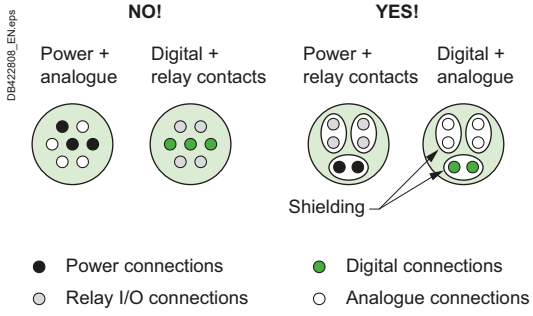 DB422808_EN.eps
NO!
YES!
Power +
analogue
Digital +
relay contacts
Power +
relay contacts
Digital +
analogue
Shielding
Power connections
Digital connections
Relay I/O connections
Analogue connections